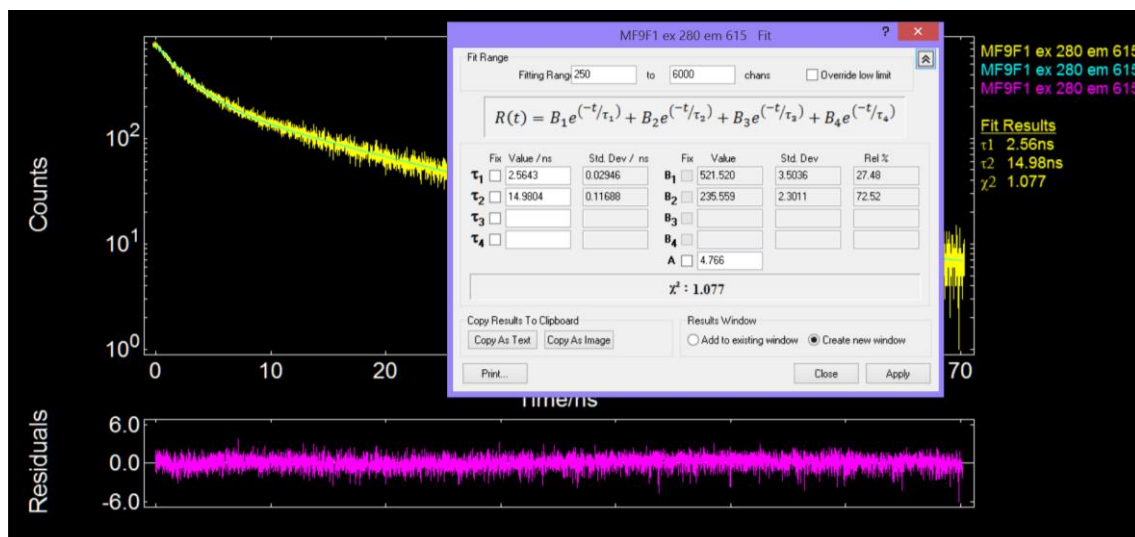 MF9F1 ex 280 em 615 Fit
? ×
Fit Range
Fitting Rang 250 to 6000 chans Override low limit
R(t) = B₁e^(-t/τ₁) + B₂e^(-t/τ₂) + B₃e^(-t/τ₃) + B₄e^(-t/τ₄)
Fix Value / ns Std. Dev / ns Fix Value Std. Dev Rel %
τ₁ 2.5643 0.02946 B₁ 521.520 3.5036 27.48
τ₂ 14.9804 0.11688 B₂ 235.559 2.3011 72.52
τ₃ B₃
τ₄ B₄
A 4.766
χ² : 1.077
Copy Results To Clipboard
Copy As Text Copy As Image
Results Window
Add to existing window Create new window
Print... Close Apply
MF9F1 ex 280 em 615
MF9F1 ex 280 em 615
MF9F1 ex 280 em 615
Fit Results
τ1 2.56ns
τ2 14.98ns
χ2 1.077
Counts
10²
10¹
10⁰
0 10 20 70
Time/ns
Residuals
6.0
0.0
-6.0